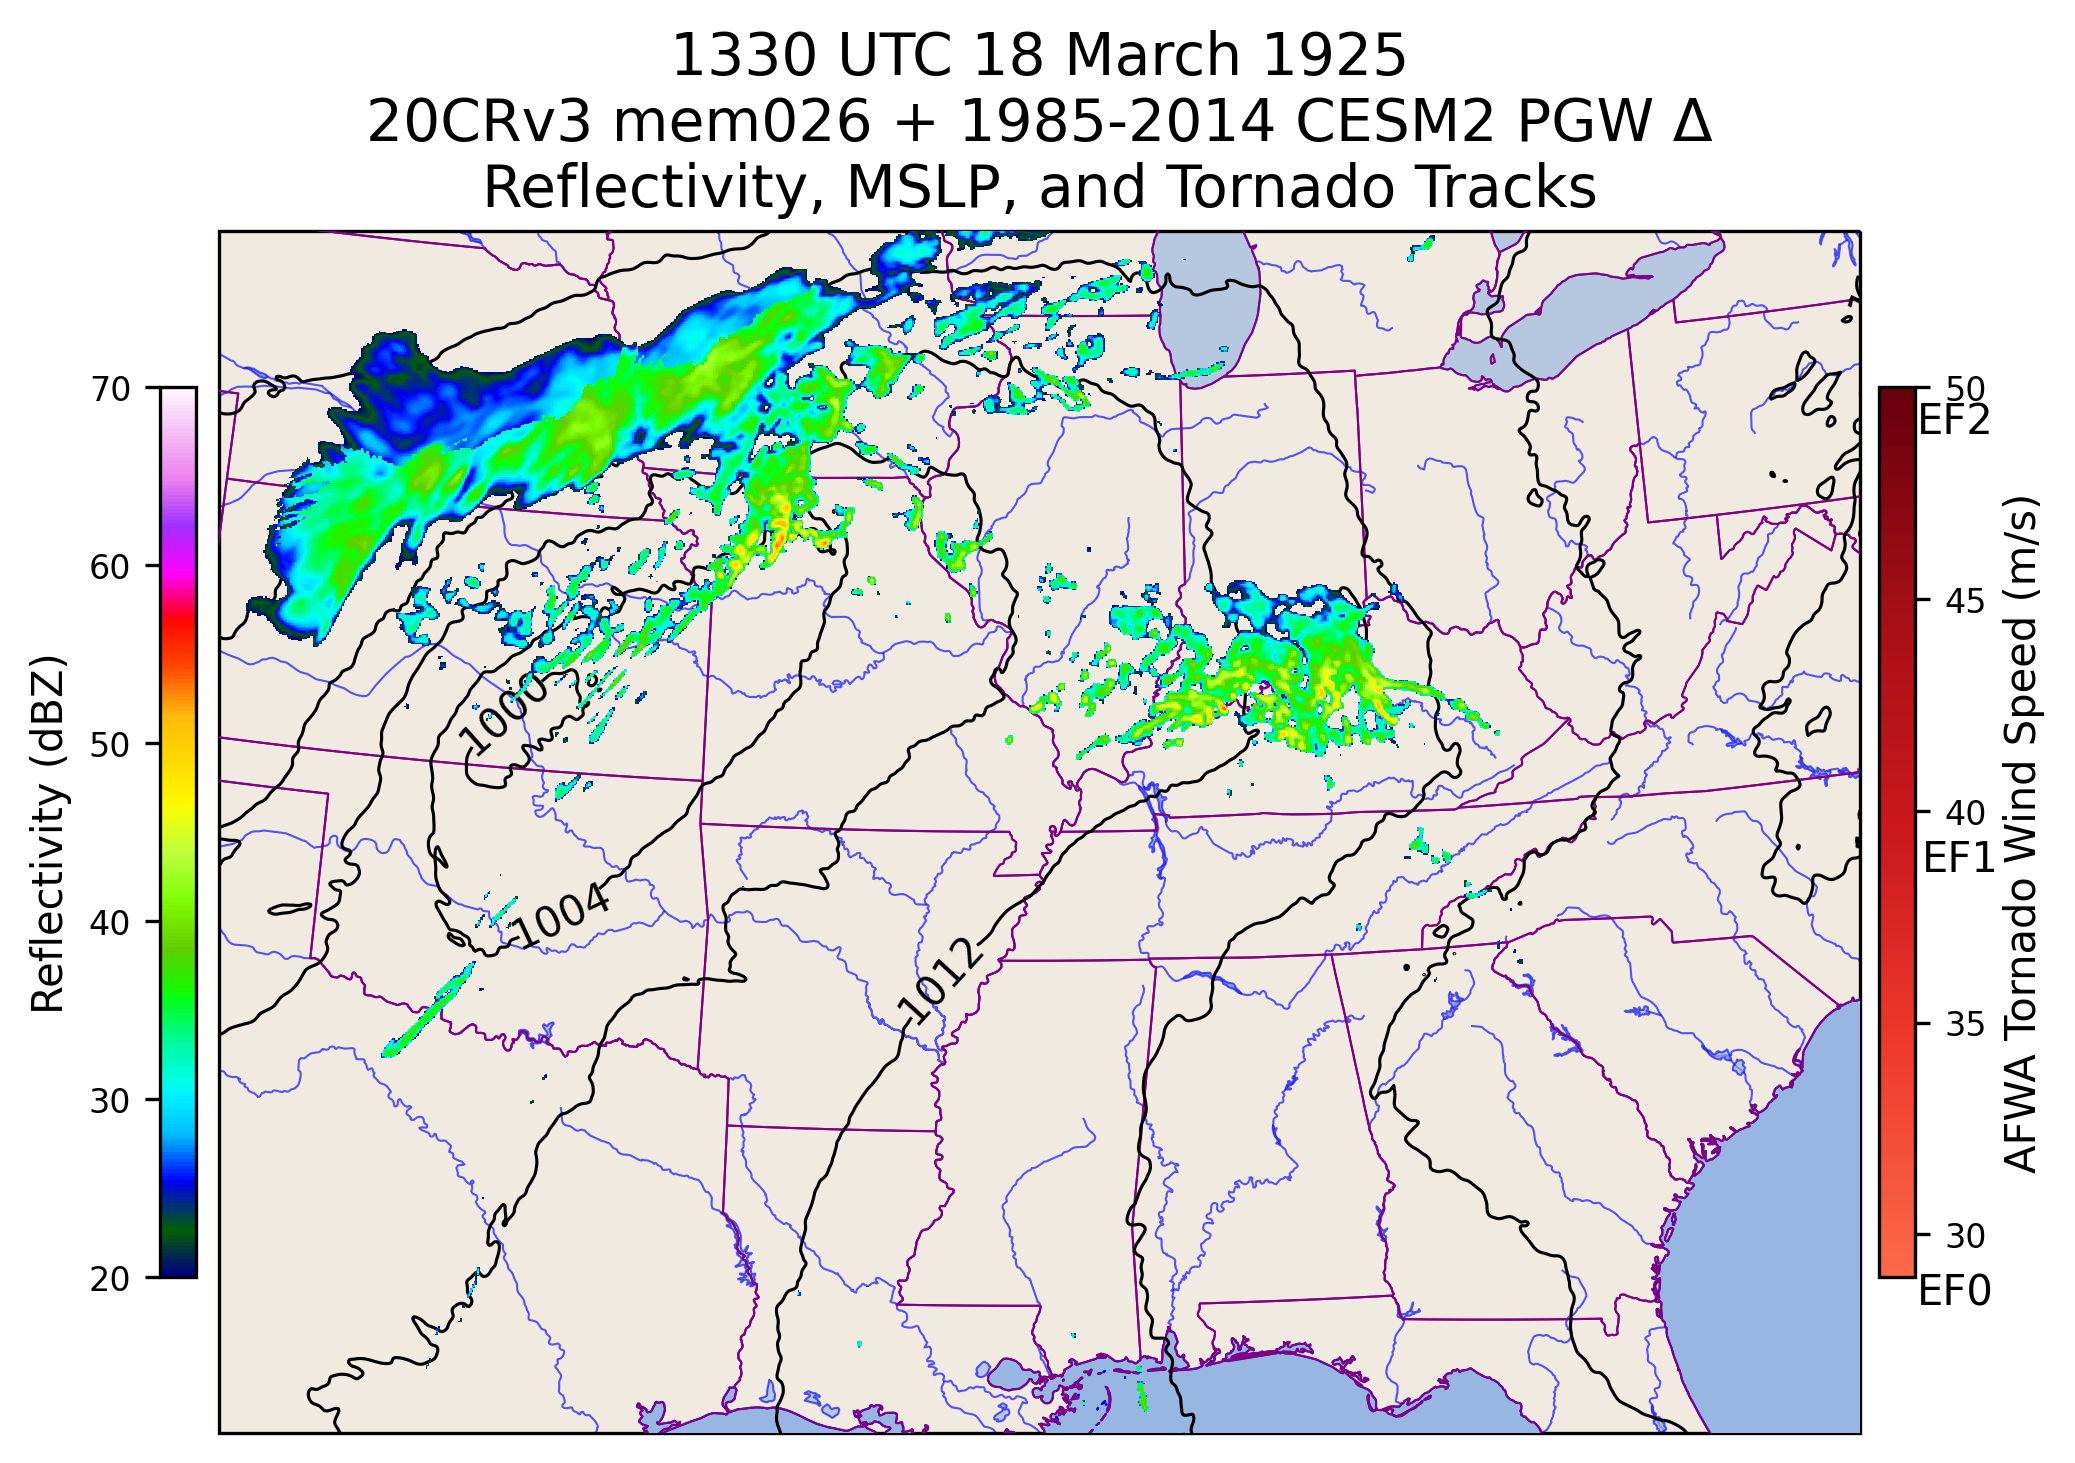 1330 UTC 18 March 1925
20CRv3 mem026 + 1985-2014 CESM2 PGW Δ
Reflectivity, MSLP, and Tornado Tracks
70
60
50
40
30
20
Reflectivity (dBZ)
1000
1004
1012
50
EF2
45
40
EF1
35
30
EF0
AFWA Tornado Wind Speed (m/s)